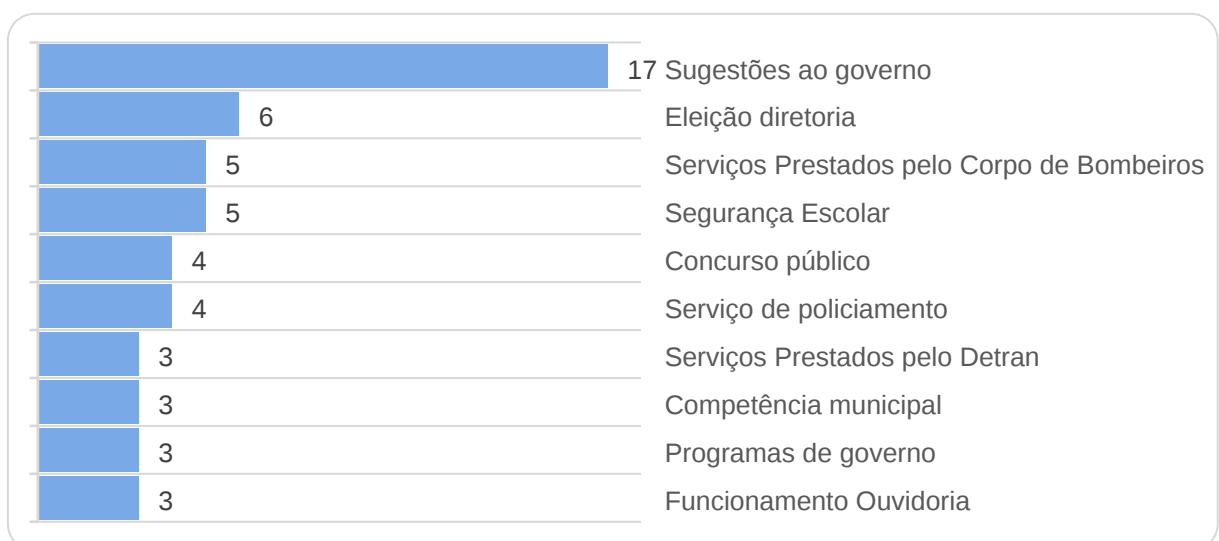 17 Sugestões ao governo
6 Eleição diretoria
5 Serviços Prestados pelo Corpo de Bombeiros
5 Segurança Escolar
4 Concurso público
4 Serviço de policiamento
3 Serviços Prestados pelo Detran
3 Competência municipal
3 Programas de governo
3 Funcionamento Ouvidoria